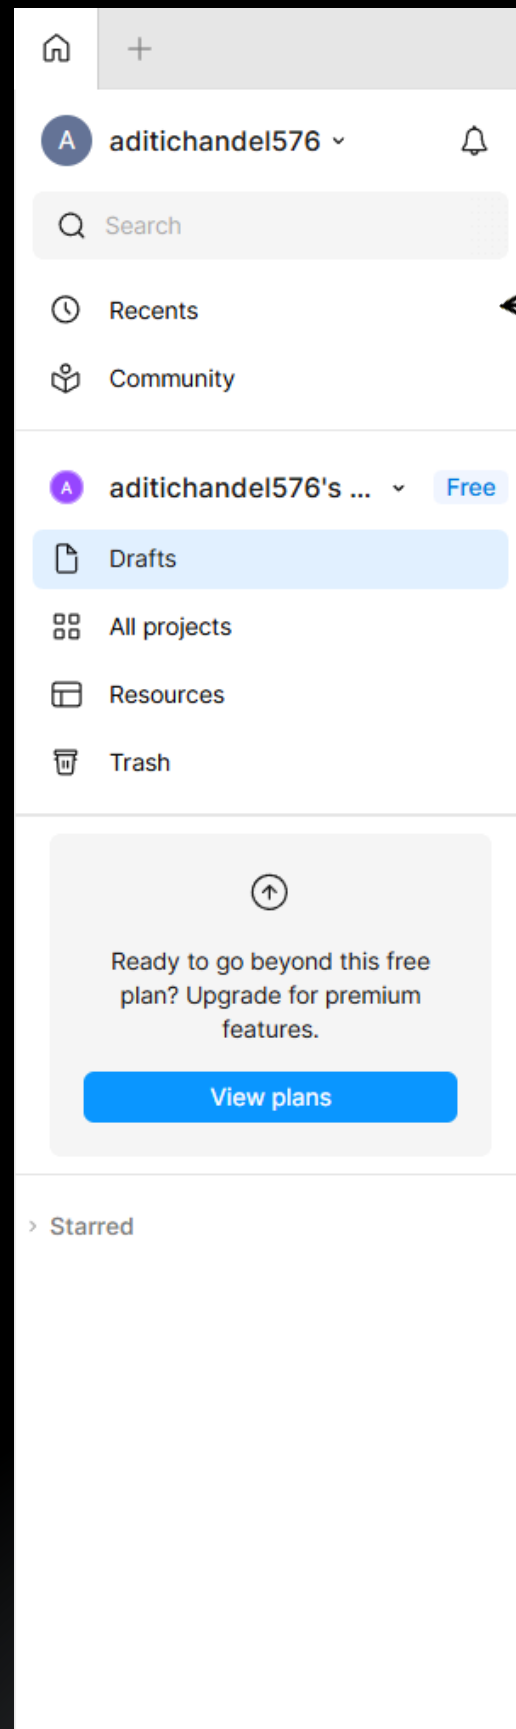 A aditichandel576
Search
Recents
Community
A aditichandel576's ... Free
Drafts
All projects
Resources
Trash
Ready to go beyond this free
plan? Upgrade for premium
features.
View plans
Starred